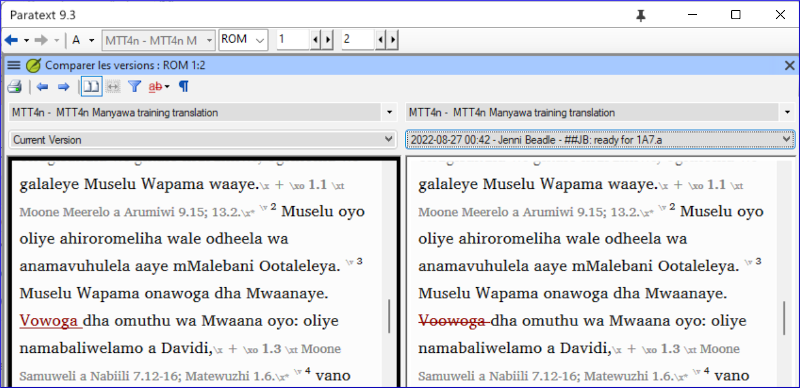 Paratext 9.3
A MTT4n - MTT4n M ROM 1 2
Comparer les versions : ROM 1:2
ab ¶
MTT4n - MTT4n Manyawa training translation
Current Version
galaleye Muselu Wapama waaye.\x + \xo 1.1 \xt
Moone Meerelo a Arumiwi 9.15; 13.2.\x* \v 2 Muselu oyo
oliye ahiroromeliha wale odheela wa
anamavuhulela aaye mMalebani Ootaleleya. \v 3
Muselu Wapama onawoga dha Mwaanaye.
Vowoga dha omuthu wa Mwaana oyo: oliye
namabaliwelamo a Davidi,\x + \xo 1.3 \xt Moone
Samuweli a Nabiili 7.12-16; Matewuzhi 1.6.\x* \v 4 vano
MTT4n - MTT4n Manyawa training translation
2022-08-27 00:42 - Jenni Beadle - ##JB: ready for 1A7.a
galaleye Muselu Wapama waaye.\x + \xo 1.1 \xt
Moone Meerelo a Arumiwi 9.15; 13.2.\x* \v 2 Muselu oyo
oliye ahiroromeliha wale odheela wa
anamavuhulela aaye mMalebani Ootaleleya. \v 3
Muselu Wapama onawoga dha Mwaanaye.
Voowoga dha omuthu wa Mwaana oyo: oliye
namabaliwelamo a Davidi,\x + \xo 1.3 \xt Moone
Samuweli a Nabiili 7.12-16; Matewuzhi 1.6.\x* \v 4 vano